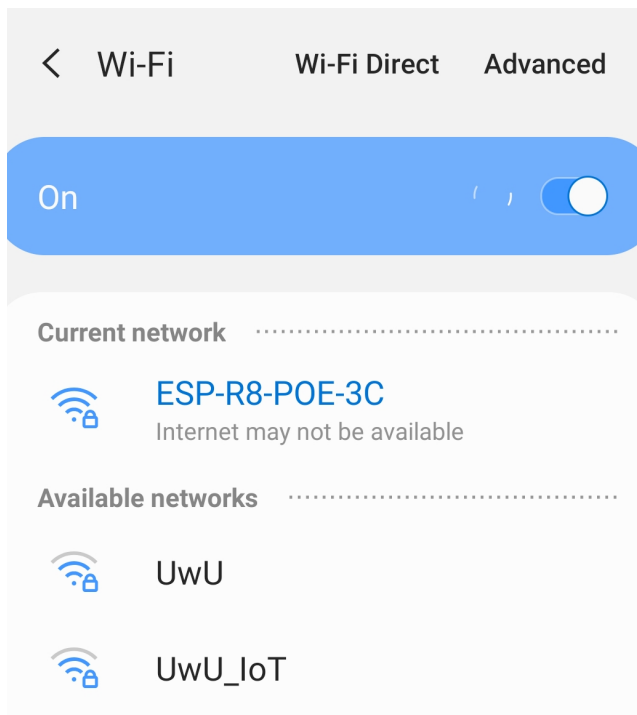 Wi-Fi Wi-Fi Direct Advanced
On
Current network
ESP-R8-POE-3C
Internet may not be available
Available networks
UwU
UwU_IoT